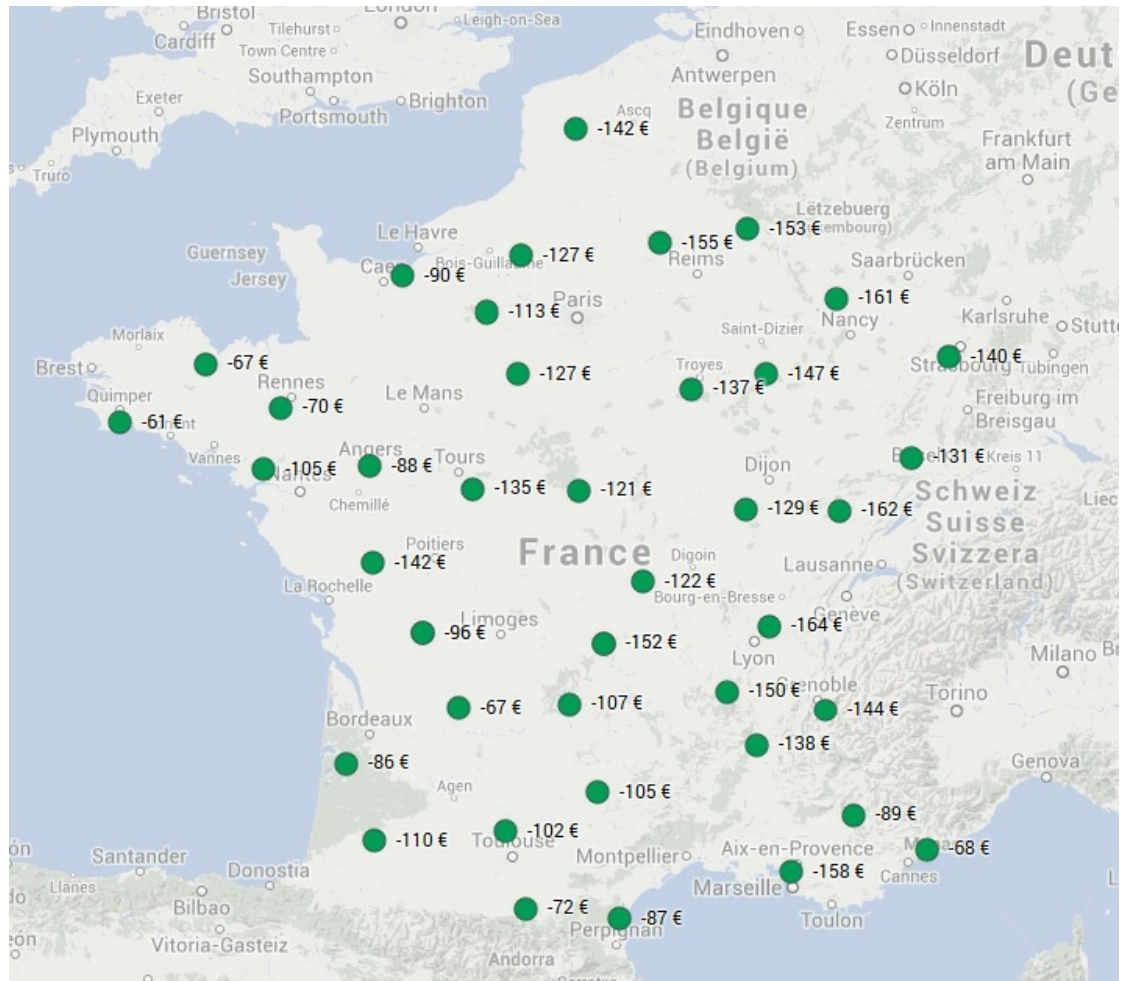 Bristol
London
Leigh-on-Sea
Tilehurst
Cardiff
Town Centre
Southampton
Exeter
Brighton
Portsmouth
Plymouth
Truro
Eindhoven
Essen
Innenstadt
Düsseldorf
Antwerpen
Deut
(Ge
Köln
Belgique
België
(Belgium)
Ascq
-142 €
Zentrum
Frankfurt
am Main
Lëtzebuerg
-153 €
-155 €
Reims
Saarbrücken
Le Havre
Guernsey
Jersey
-127 €
-90 €
-161 €
Paris
-113 €
Nancy
Karlsruhe
Stutt
Saint-Dizier
Morlaix
Brest
-67 €
Rennes
Quimper
-61 €
-70 €
Vannes
Le Mans
-127 €
Troyes
-147 €
-137 €
-140 €
Strasbourg
Tübingen
Freiburg im
Breisgau
Angers
-88 €
-105 €
Nantes
Chemillé
Tours
-135 €
-121 €
Dijon
-131 €
Kreis 11
-129 €
-162 €
Schweiz
Suisse
Svizzera
(Switzerland)
Liec
Poitiers
-142 €
France
Digoin
Lausanne
La Rochelle
-122 €
Bourg-en-Bresse
Genève
-96 €
Limoges
-152 €
-164 €
Lyon
Milano
Br
-150 €
Grenoble
Torino
-67 €
-107 €
-144 €
Bordeaux
-138 €
-86 €
Agen
-105 €
Genova
-89 €
-110 €
-102 €
Toulouse
Montpellier
Aix-en-Provence
-68 €
Cannes
-158 €
Marseille
Toulon
Santander
Donostia
Llanes
Bilbao
Vitoria-Gasteiz
-72 €
-87 €
Perpignan
Andorra